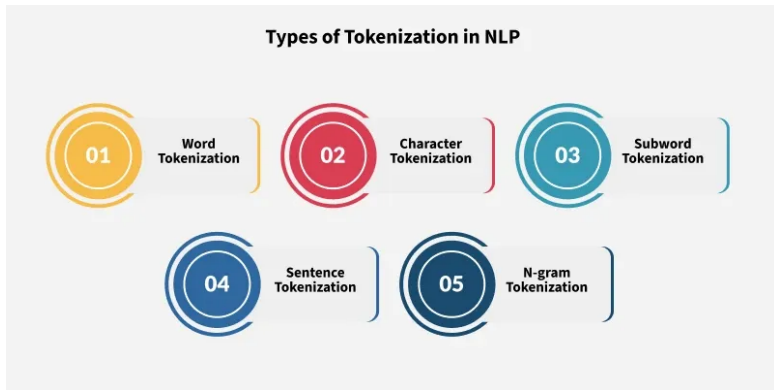 Types of Tokenization in NLP
01
Word
Tokenization
02
Character
Tokenization
03
Subword
Tokenization
04
Sentence
Tokenization
05
N-gram
Tokenization